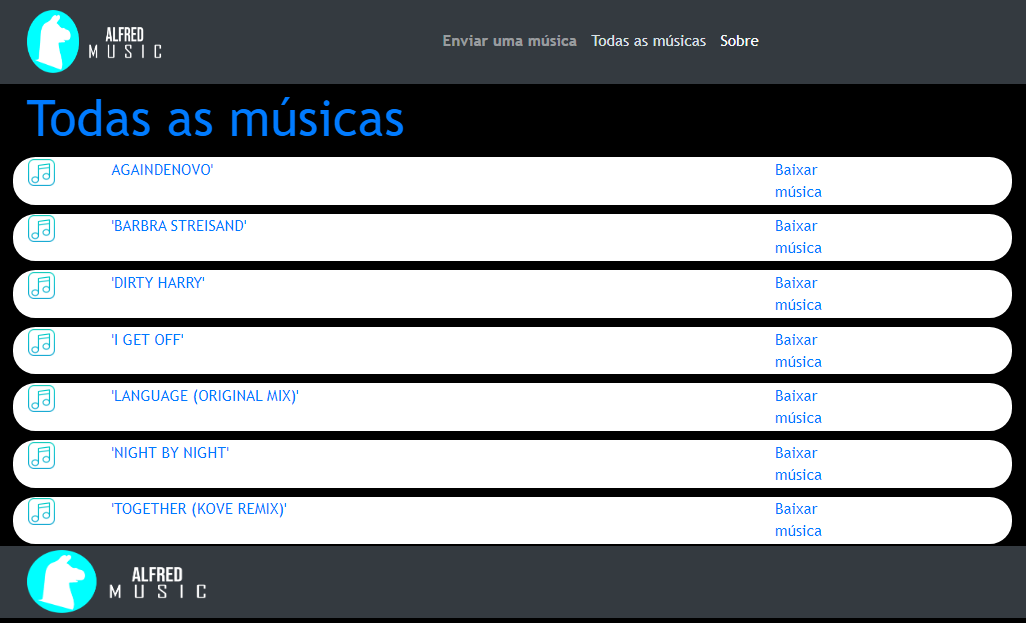 ALFRED
MUSIC
Enviar uma música Todas as músicas Sobre
Todas as músicas
AGAINDENOVO' Baixar
música
'BARBRA STREISAND' Baixar
música
'DIRTY HARRY' Baixar
música
'I GET OFF' Baixar
música
'LANGUAGE (ORIGINAL MIX)' Baixar
música
'NIGHT BY NIGHT' Baixar
música
'TOGETHER (KOVE REMIX)' Baixar
música
ALFRED
MUSIC